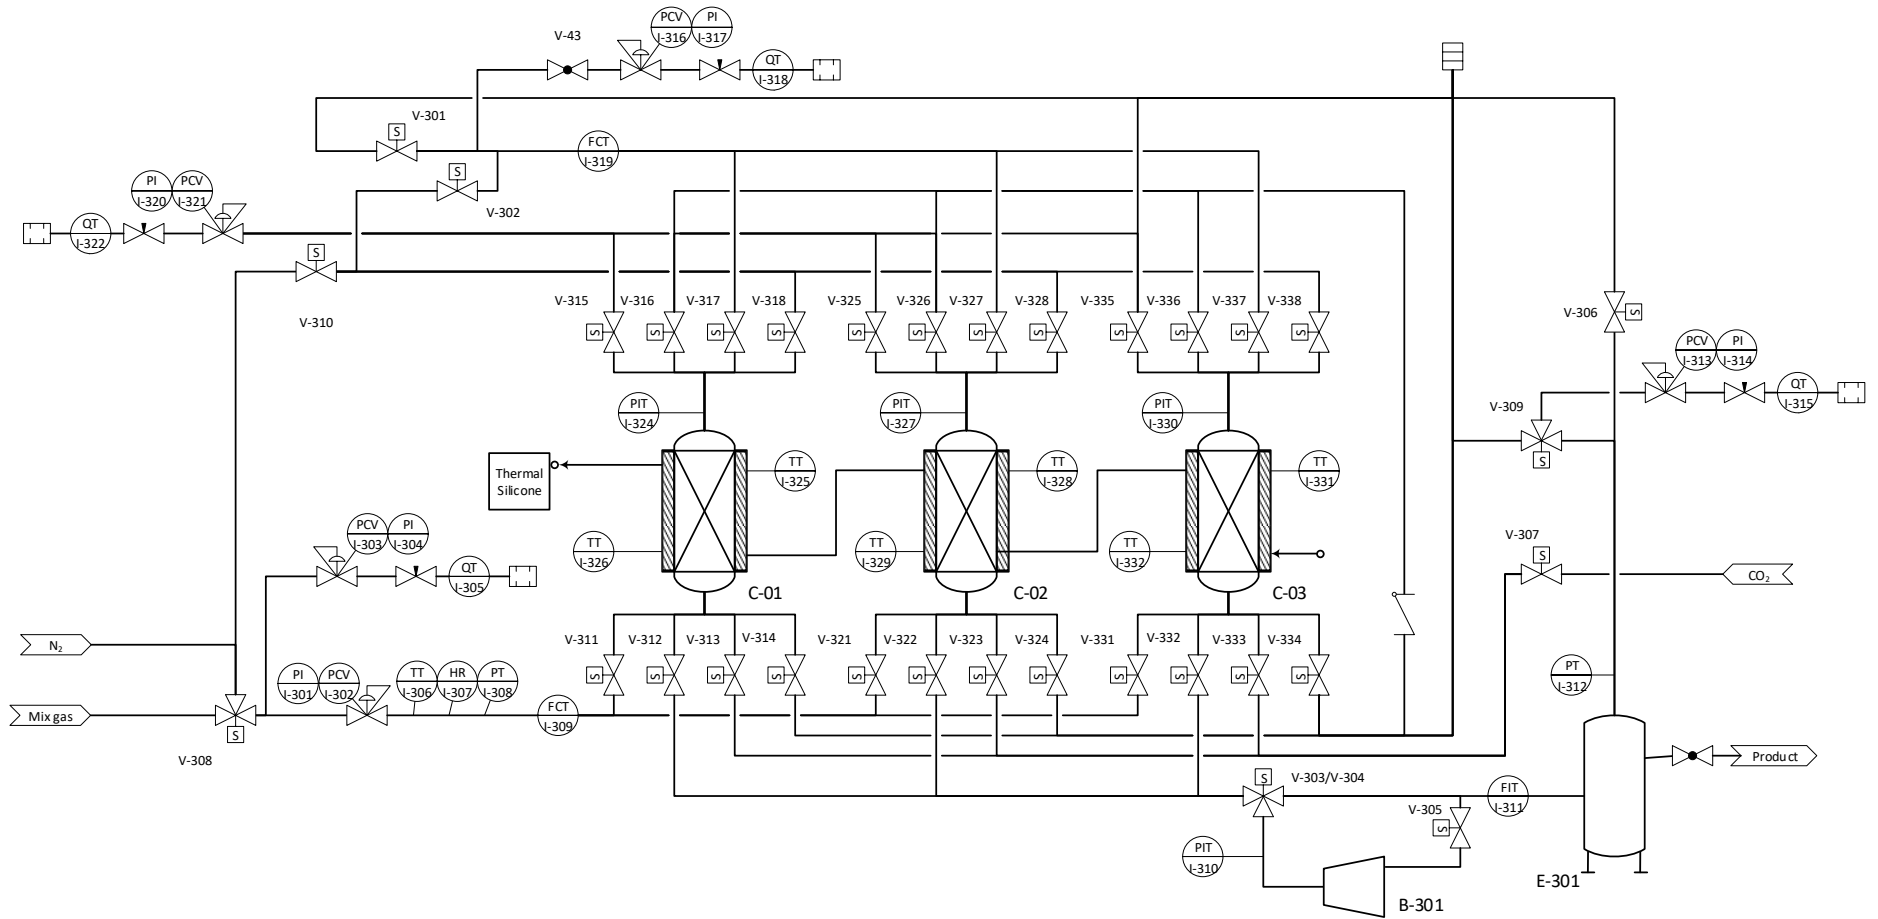 V-43
PCV
I-316
PI
I-317
QT
I-318
V-301
S
FCT
I-319
S
V-302
PI
I-320
PCV
I-321
QT
I-322
S
V-310
V-315
V-316
V-317
V-318
V-325
V-326
V-327
V-328
V-335
V-336
V-337
V-338
S
S
S
S
S
S
S
S
S
S
S
S
V-306
S
PCV
I-313
PI
I-314
QT
I-315
V-309
S
PIT
I-324
PIT
I-327
PIT
I-330
Thermal
Silicone
TT
I-325
TT
I-328
TT
I-331
TT
I-326
TT
I-329
TT
I-332
PCV
I-303
PI
I-304
QT
I-305
V-307
S
CO₂
C-01
C-02
C-03
N₂
V-311
V-312
V-313
V-314
V-321
V-322
V-323
V-324
V-331
V-332
V-333
V-334
S
S
S
S
S
S
S
S
S
S
S
S
PI
I-301
PCV
I-302
TT
I-306
HR
I-307
PT
I-308
PT
I-312
Mix gas
S
V-308
FCT
I-309
Product
S
V-303/V-304
V-305
S
FIT
I-311
PIT
I-310
E-301
B-301